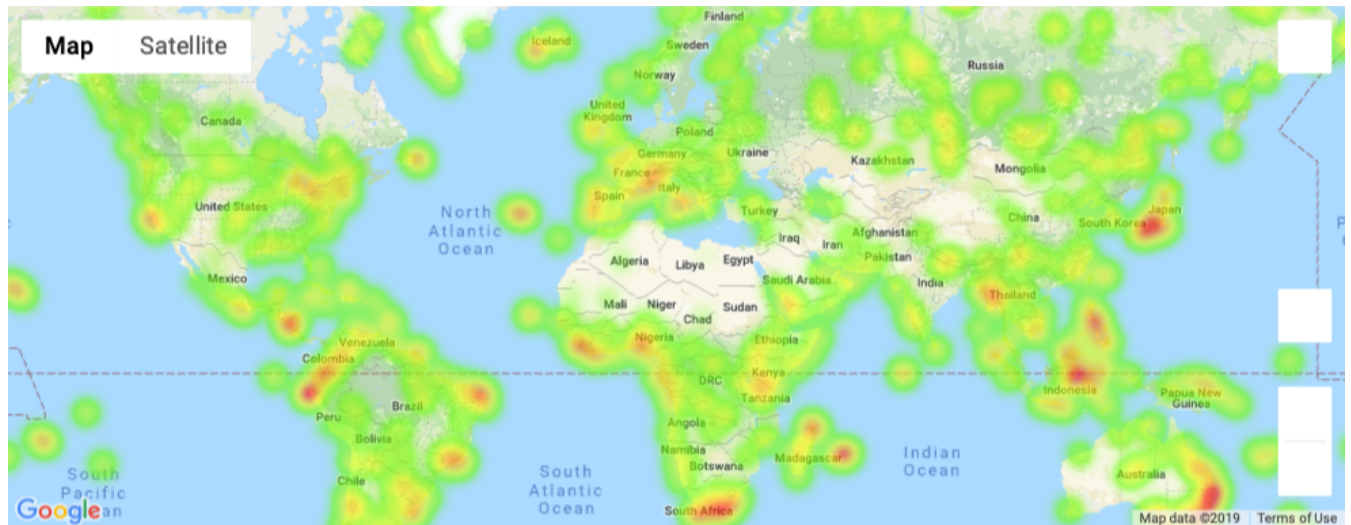 Map Satellite
Finland
Iceland
Sweden
Russia
Norway
Canada
United
Kingdom
Poland
Germany
Ukraine
Kazakhstan
Mongolia
France
Italy
Spain
United States
North
Atlantic
Ocean
Turkey
China
South Korea
Japan
Afghanistan
Iraq
Iran
Pakistan
Algeria
Libya
Egypt
Mexico
Saudi Arabia
India
Thailand
Mali
Niger
Sudan
Chad
Venezuela
Nigeria
Ethiopia
Colombia
DRC
Kenya
Indonesia
Papua New
Guinea
Tanzania
Brazil
Peru
Angola
Bolivia
Namibia
Botswana
Madagascar
Indian
Ocean
South
Pacific
Chile
South
Atlantic
Ocean
Australia
South Africa
Google
Map data ©2019 Terms of Use